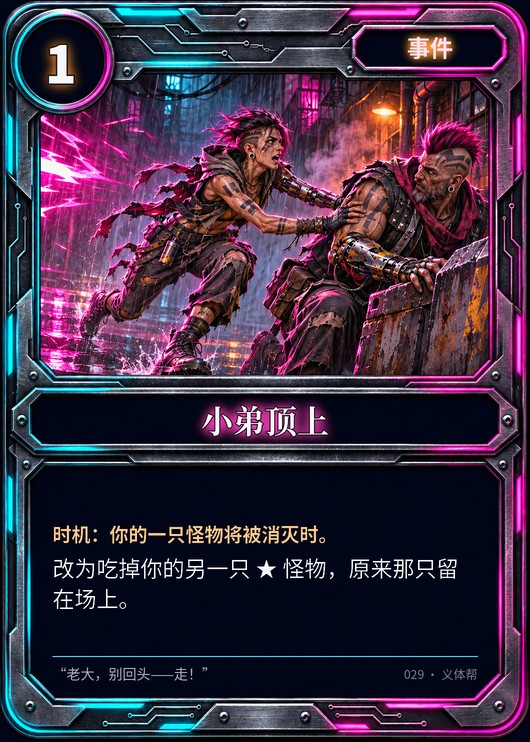 1
事件
小弟顶上
时机：你的一只怪物将被消灭时。
改为吃掉你的另一只 ★ 怪物，原来那只留
在场上。
“老大，别回头——走！”
029 · 义体帮